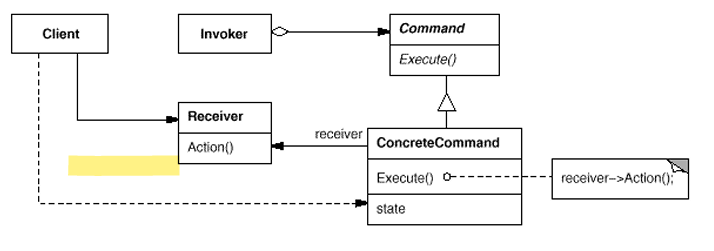 Client
Invoker
Command
Execute()
Receiver
Action()
receiver
ConcreteCommand
Execute()
state
receiver->Action();